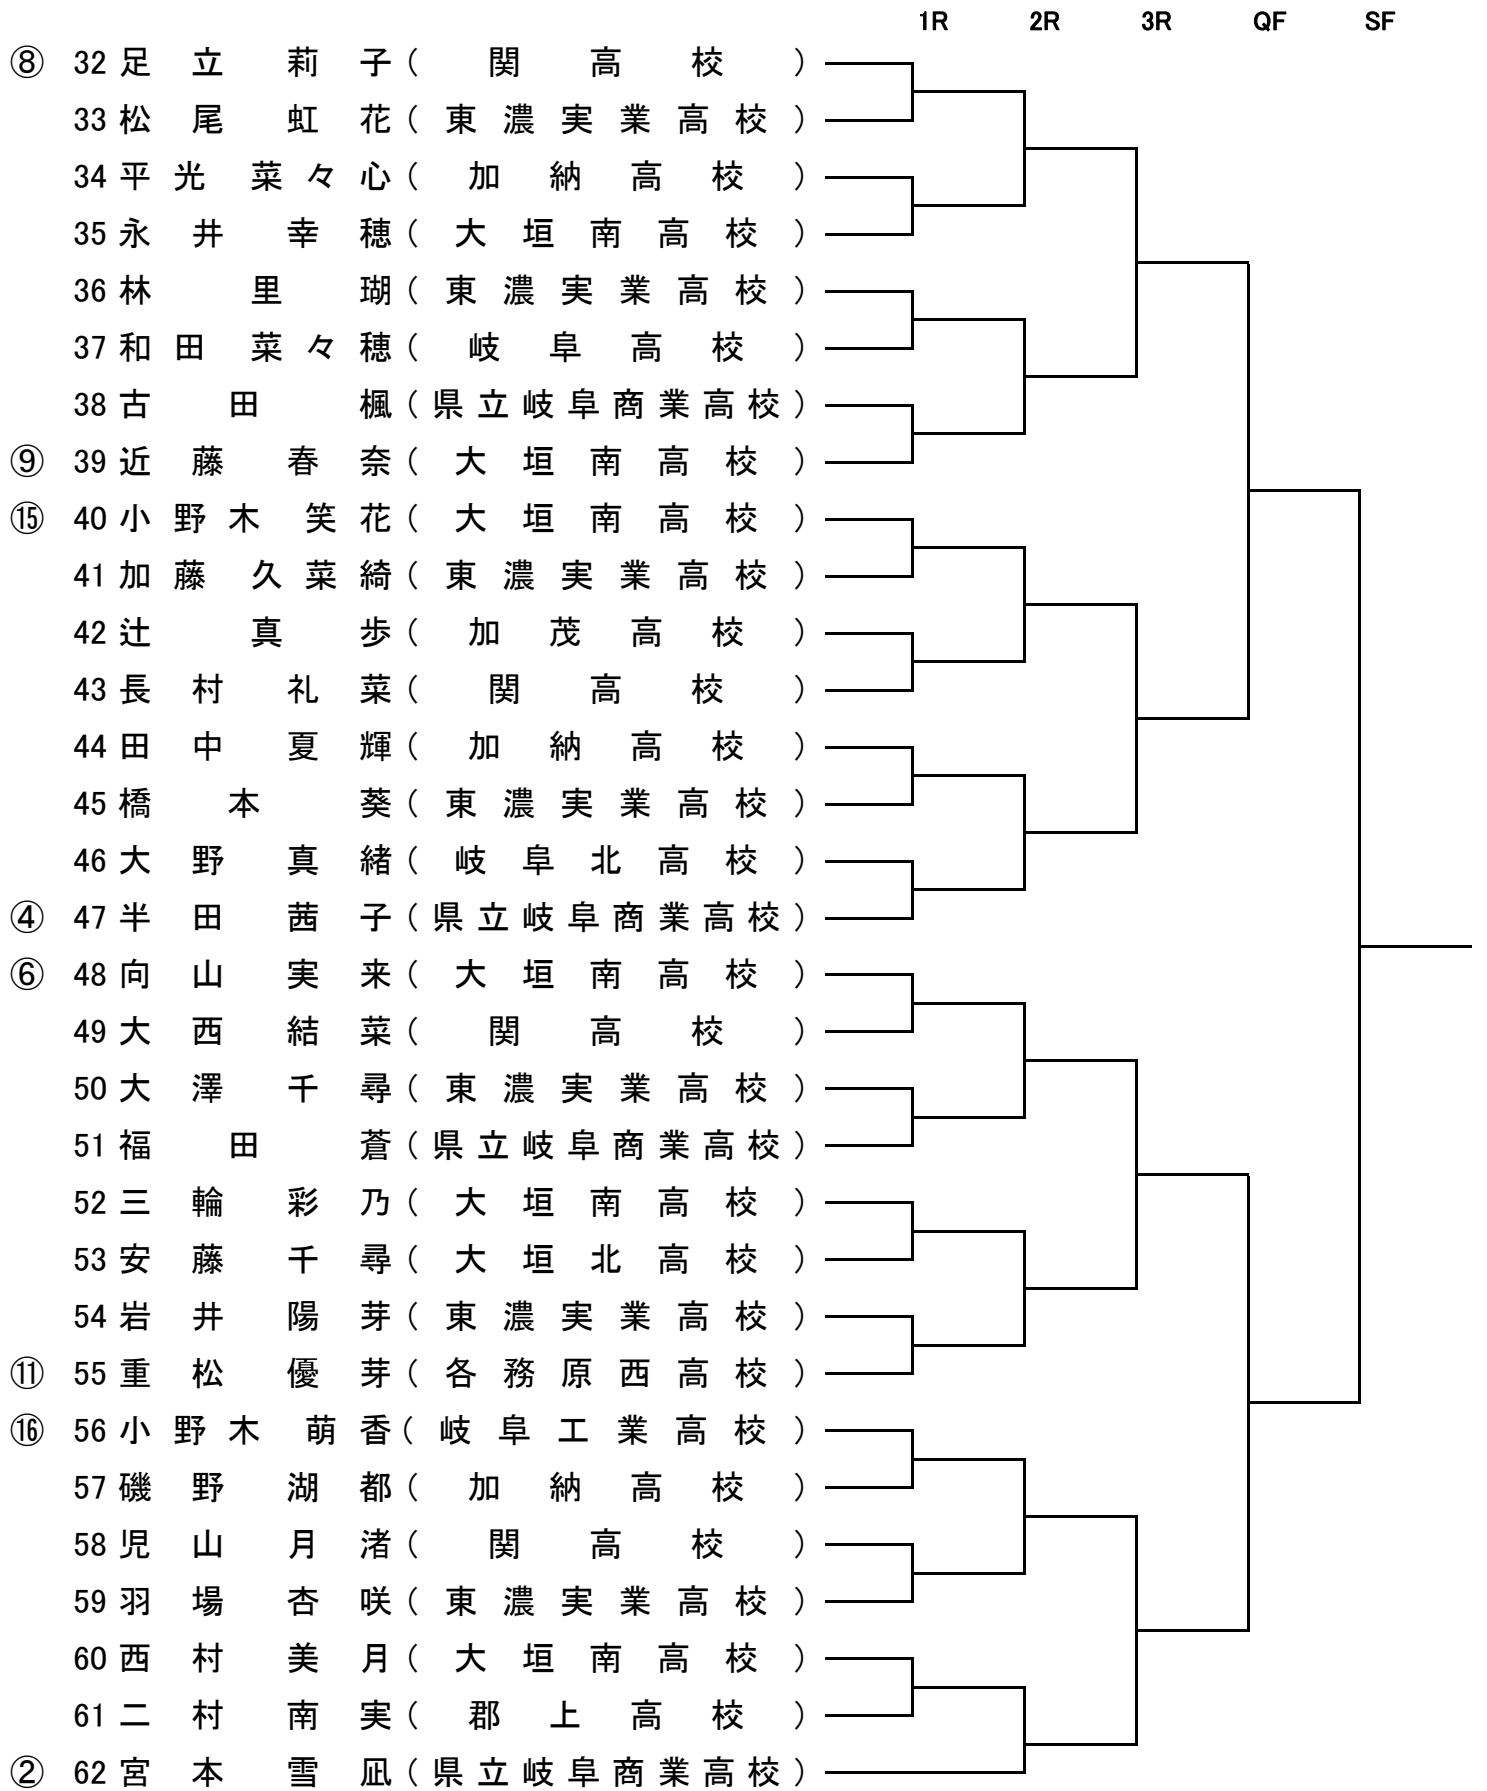 1R 2R 3R QF SF
⑧ 32 足立莉子(関高校)
33 松尾虹花(東濃実業高校)
34 平光菜々心(加納高校)
35 永井幸穂(大垣南高校)
36 林里瑚(東濃実業高校)
37 和田菜々穂(岐阜高校)
38 古田楓(県立岐阜商業高校)
⑨ 39 近藤春奈(大垣南高校)
⑮ 40 小野木笑花(大垣南高校)
41 加藤久菜綺(東濃実業高校)
42 辻真歩(加茂高校)
43 長村礼菜(関高校)
44 田中夏輝(加納高校)
45 橋本葵(東濃実業高校)
46 大野真緒(岐阜北高校)
④ 47 半田茜子(県立岐阜商業高校)
⑥ 48 向山実来(大垣南高校)
49 大西結菜(関高校)
50 大澤千尋(東濃実業高校)
51 福田蒼(県立岐阜商業高校)
52 三輪彩乃(大垣南高校)
53 安藤千尋(大垣北高校)
54 岩井陽芽(東濃実業高校)
⑪ 55 重松優芽(各務原西高校)
⑯ 56 小野木萌香(岐阜工業高校)
57 磯野湖都(加納高校)
58 児山月渚(関高校)
59 羽場杏咲(東濃実業高校)
60 西村美月(大垣南高校)
61 二村南実(郡上高校)
② 62 宮本雪凪(県立岐阜商業高校)